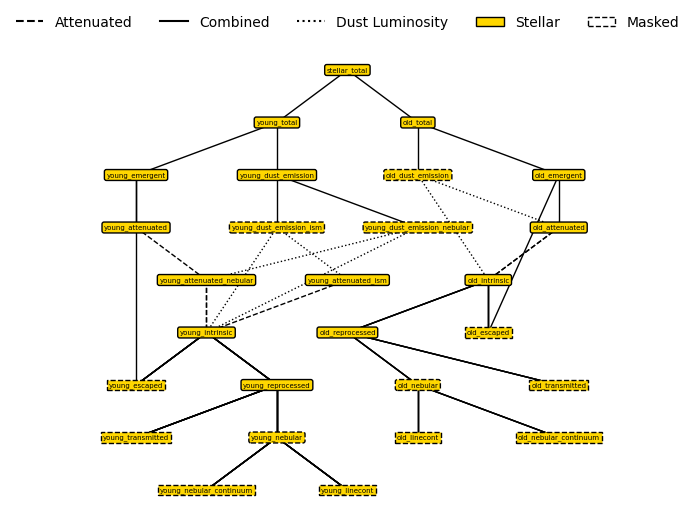 Attenuated Combined Dust Luminosity Stellar Masked
stellar_total
young_total old_total
young_emergent young_dust_emission old_dust_emission old_emergent
young_attenuated young_dust_emission_ism young_dust_emission_nebular old_attenuated
young_attenuated_nebular young_attenuated_ism old_intrinsic
young_intrinsic old_reprocessed old_escaped
young_escaped young_reprocessed old_nebular old_transmitted
young_transmitted young_nebular old_linecont old_nebular_continuum
young_nebular_continuum young_linecont